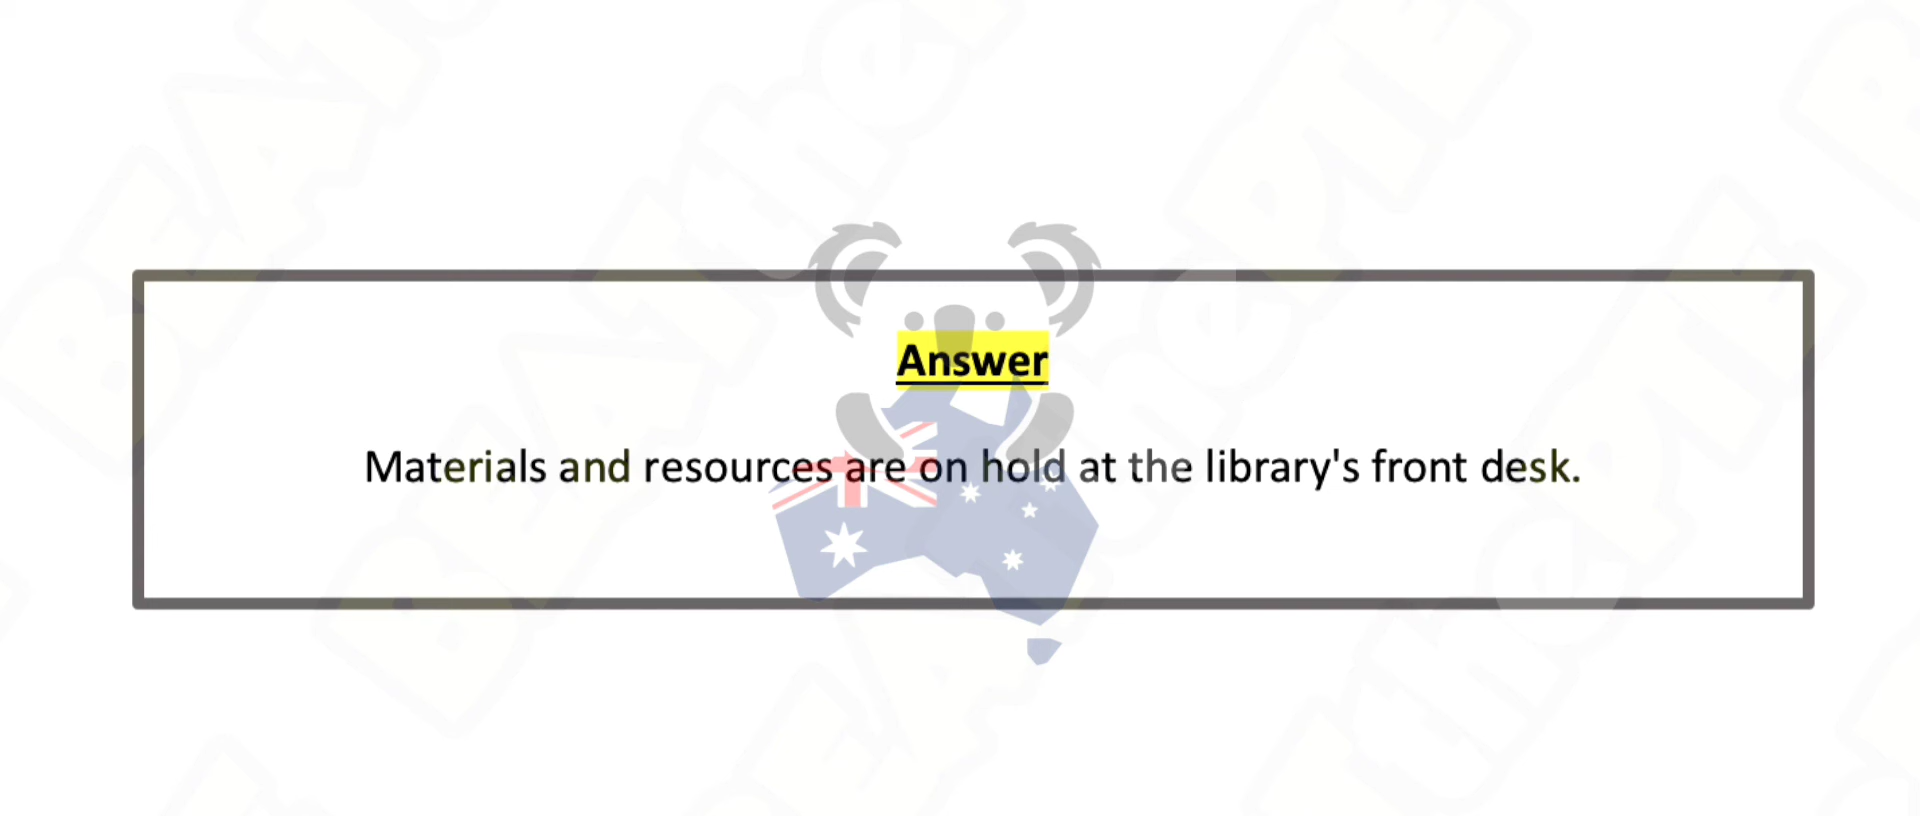 Answer
Materials and resources are on hold at the library's front desk.